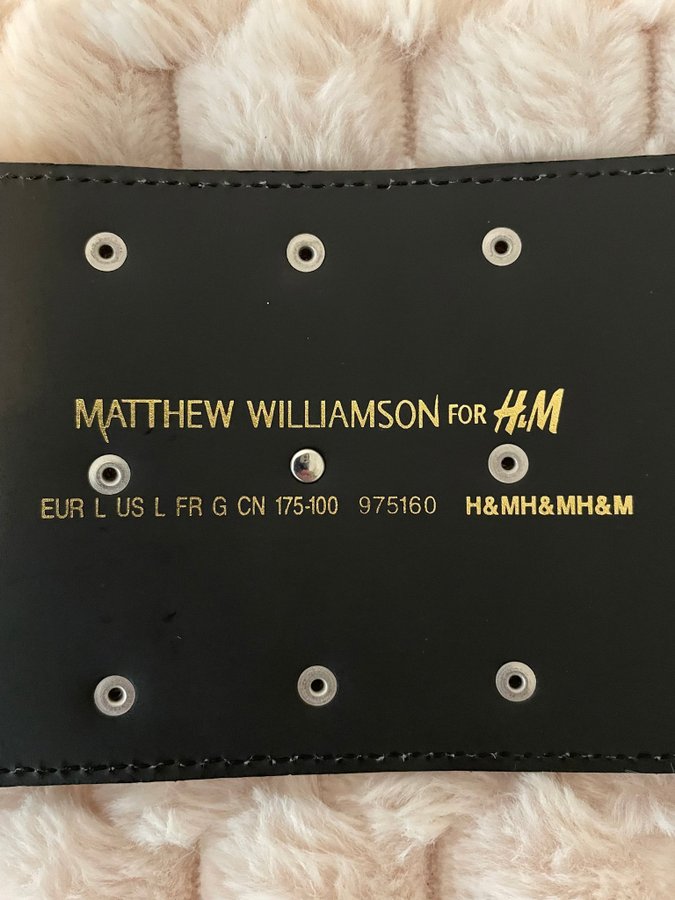 MATTHEW WILLIAMSON FOR H&M
EUR L US L FR G CN 175-100 975160 H&MH&MH&M